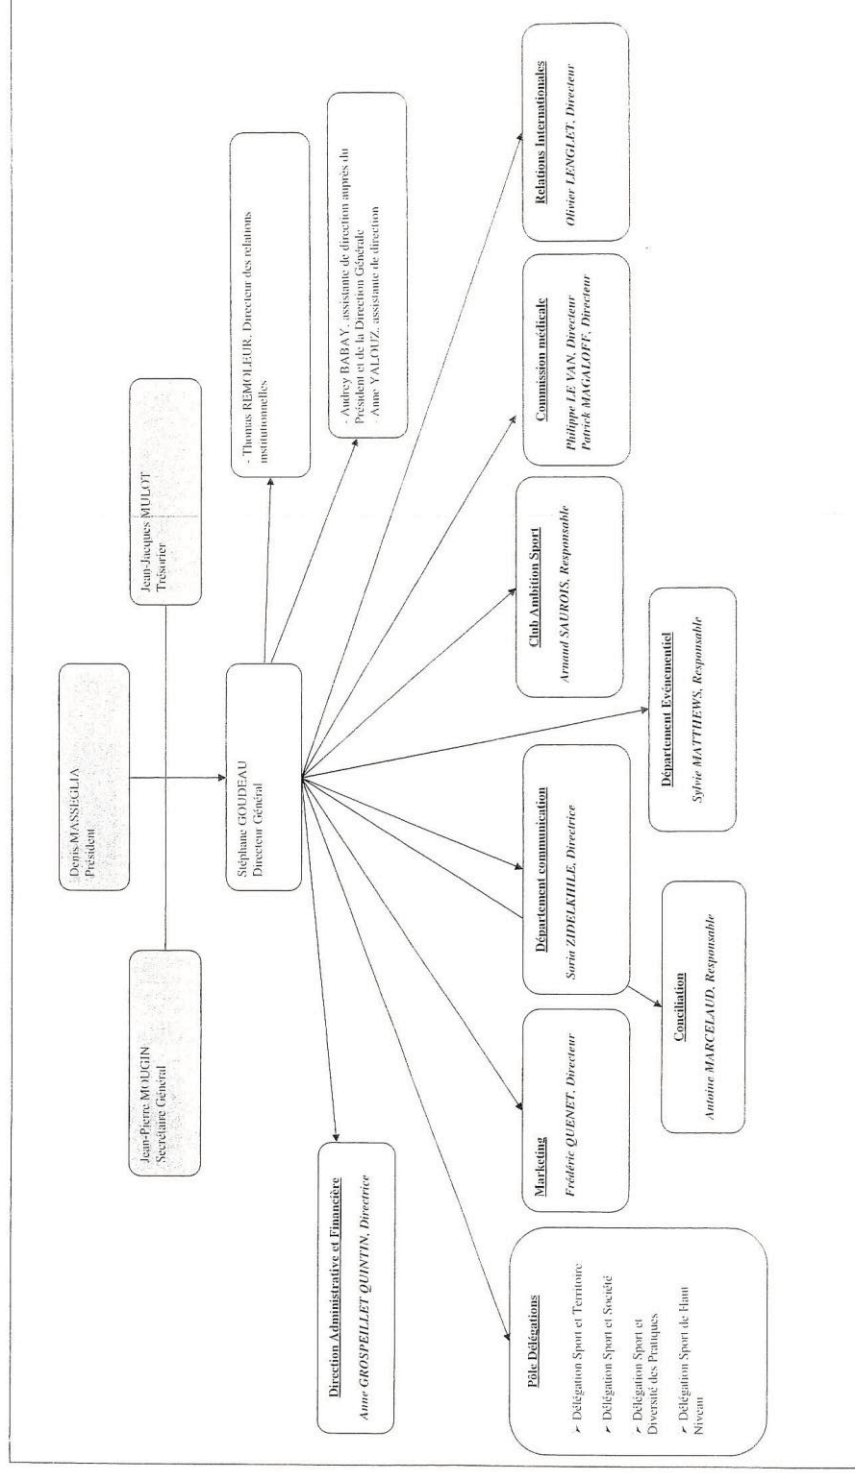 Denis MASSEGLIA
Président
Jean-Pierre MOUGIN
Secrétaire Général
Jean-Jacques MULOT
Trésorier
Stéphane GOUDEAU
Directeur Général
- Thomas REMOLEUR, Directeur des relations
institutionnelles
- Audrey BABAY, assistante de direction auprès du
Président et de la Direction Générale
- Anne YALOUZ, assistante de direction
Direction Administrative et Financière
Anne GROSPEILLET QUINTIN, Directrice
Pôle Délégations
➤ Délégation Sport et Territoire
➤ Délégation Sport et Société
➤ Délégation Sport et
Diversité des Pratiques
➤ Délégation Sport de Haut
Niveau
Marketing
Frédéric QUENET, Directeur
Département communication
Soria ZIDELKHILE, Directrice
Club Ambition Sport
Arnaud SAUROIS, Responsable
Commission médicale
Philippe LE VAN, Directeur
Patrick MAGALOFF, Directeur
Relations Internationales
Olivier LENGLET, Directeur
Conciliation
Antoine MARCELAUD, Responsable
Département Evénementiel
Sylvie MATTHEWS, Responsable